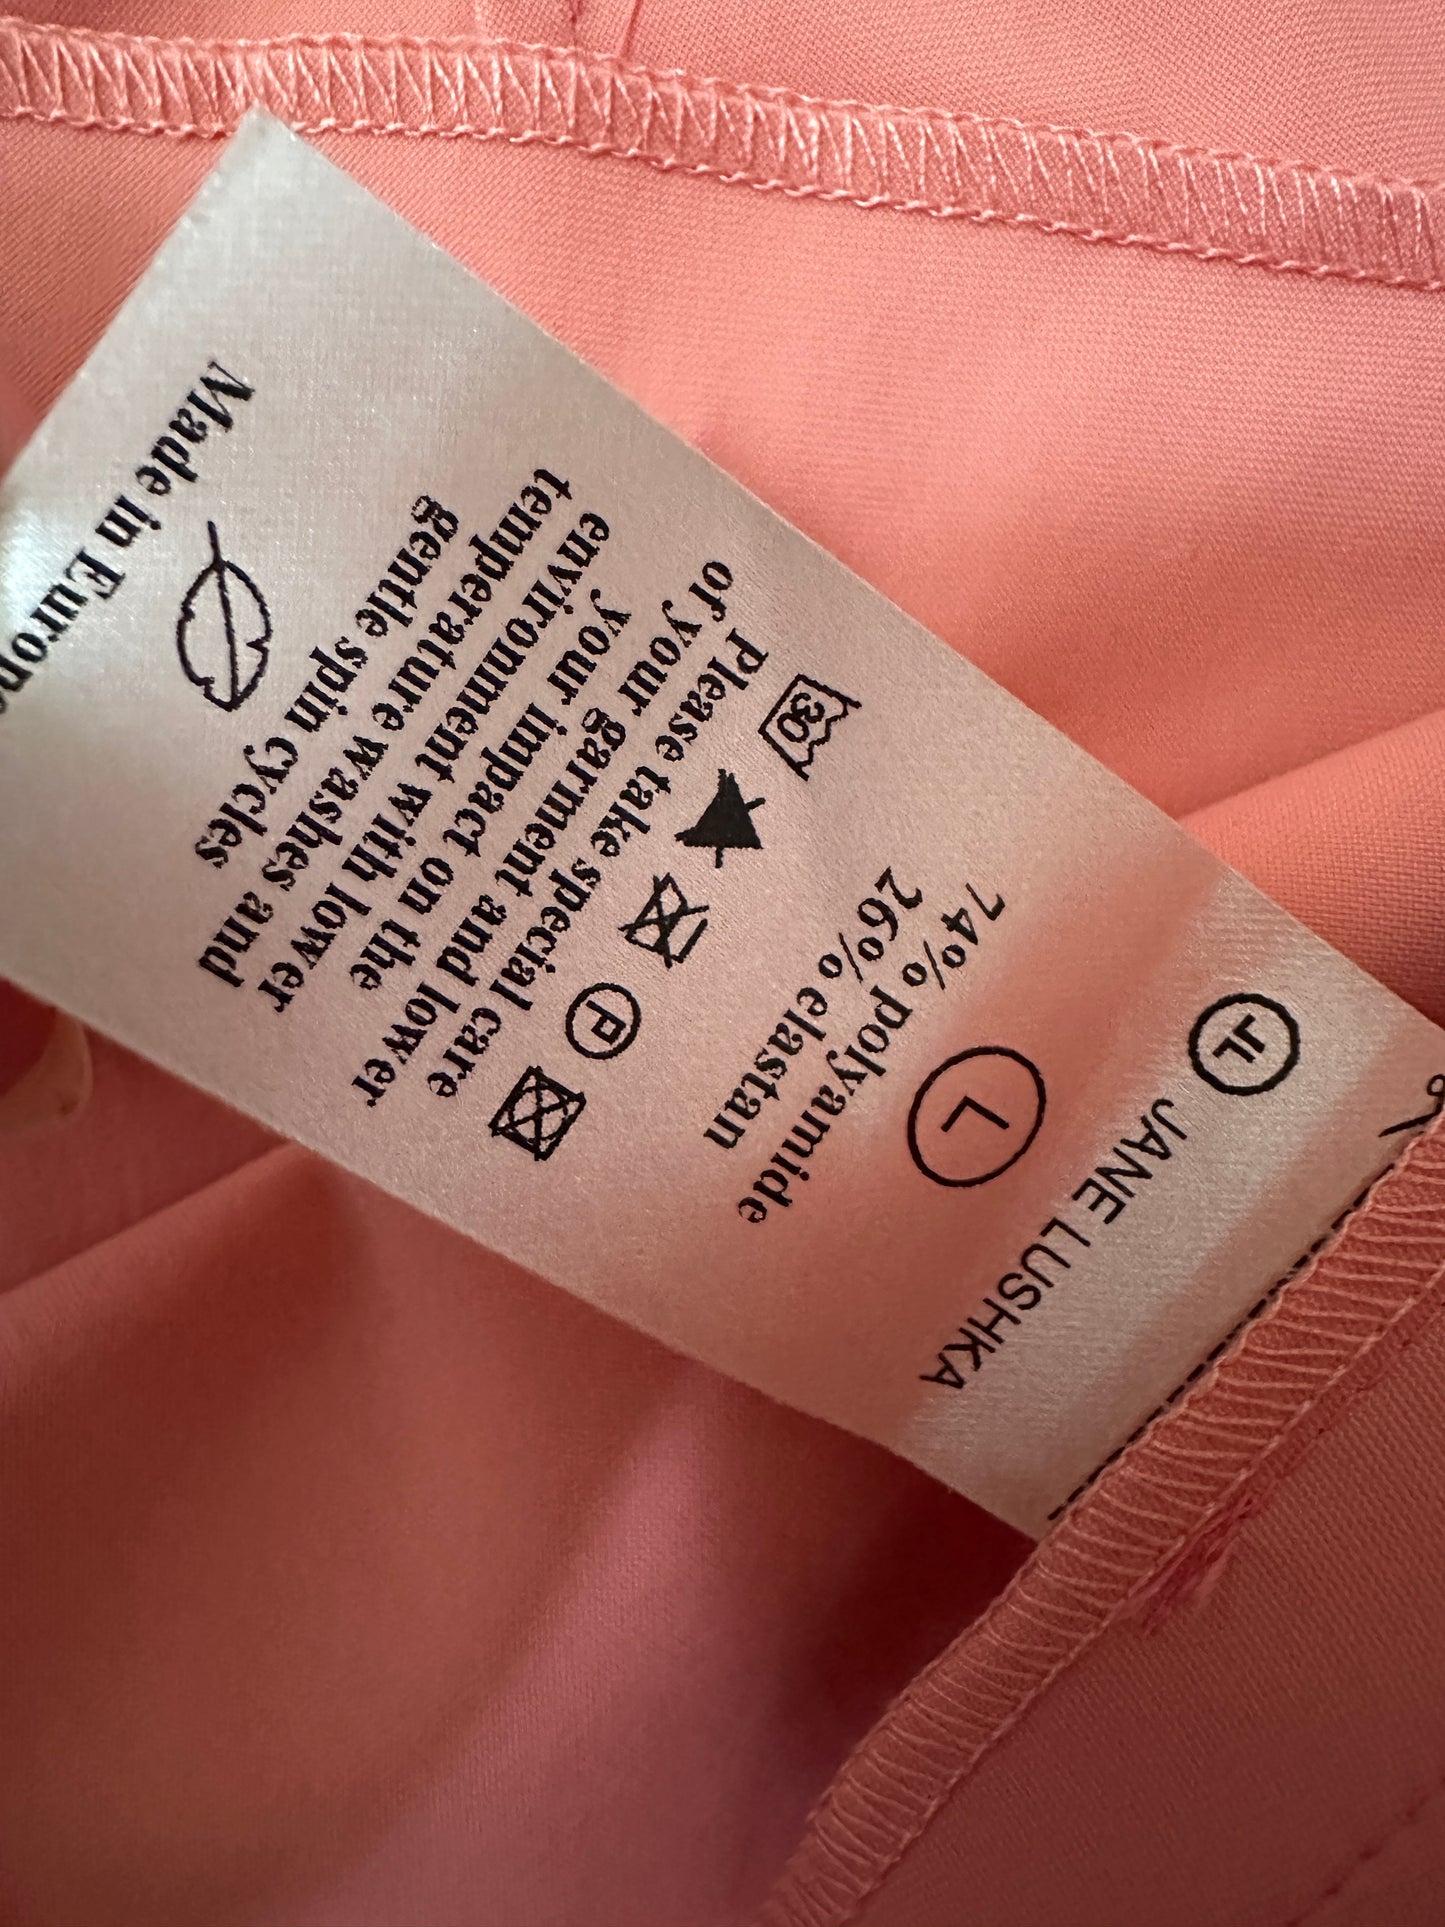 JL
JANE LUSHKA
L
74% polyamide
26% elastan
30
P
Please take special care
of your garment and lower
your impact on the
environment with lower
temperature washes and
gentle spin cycles
Made in Europe